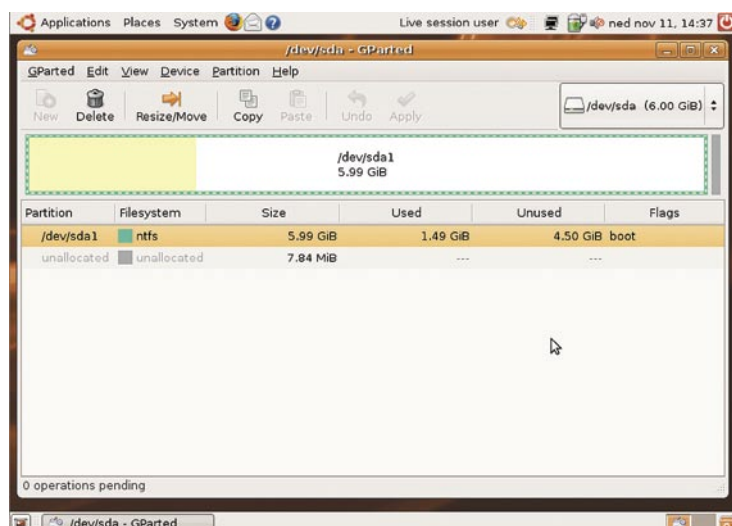 Applications Places System Live session user ned nov 11, 14:37
/dev/sda - GParted
GParted Edit View Device Partition Help
New Delete Resize/Move Copy Paste Undo Apply /dev/sda (6.00 GiB)
/dev/sda1
5.99 GiB
Partition Filesystem Size Used Unused Flags
/dev/sda1 ntfs 5.99 GiB 1.49 GiB 4.50 GiB boot
unallocated unallocated 7.84 MiB --- ---
0 operations pending
/dev/sda - GParted